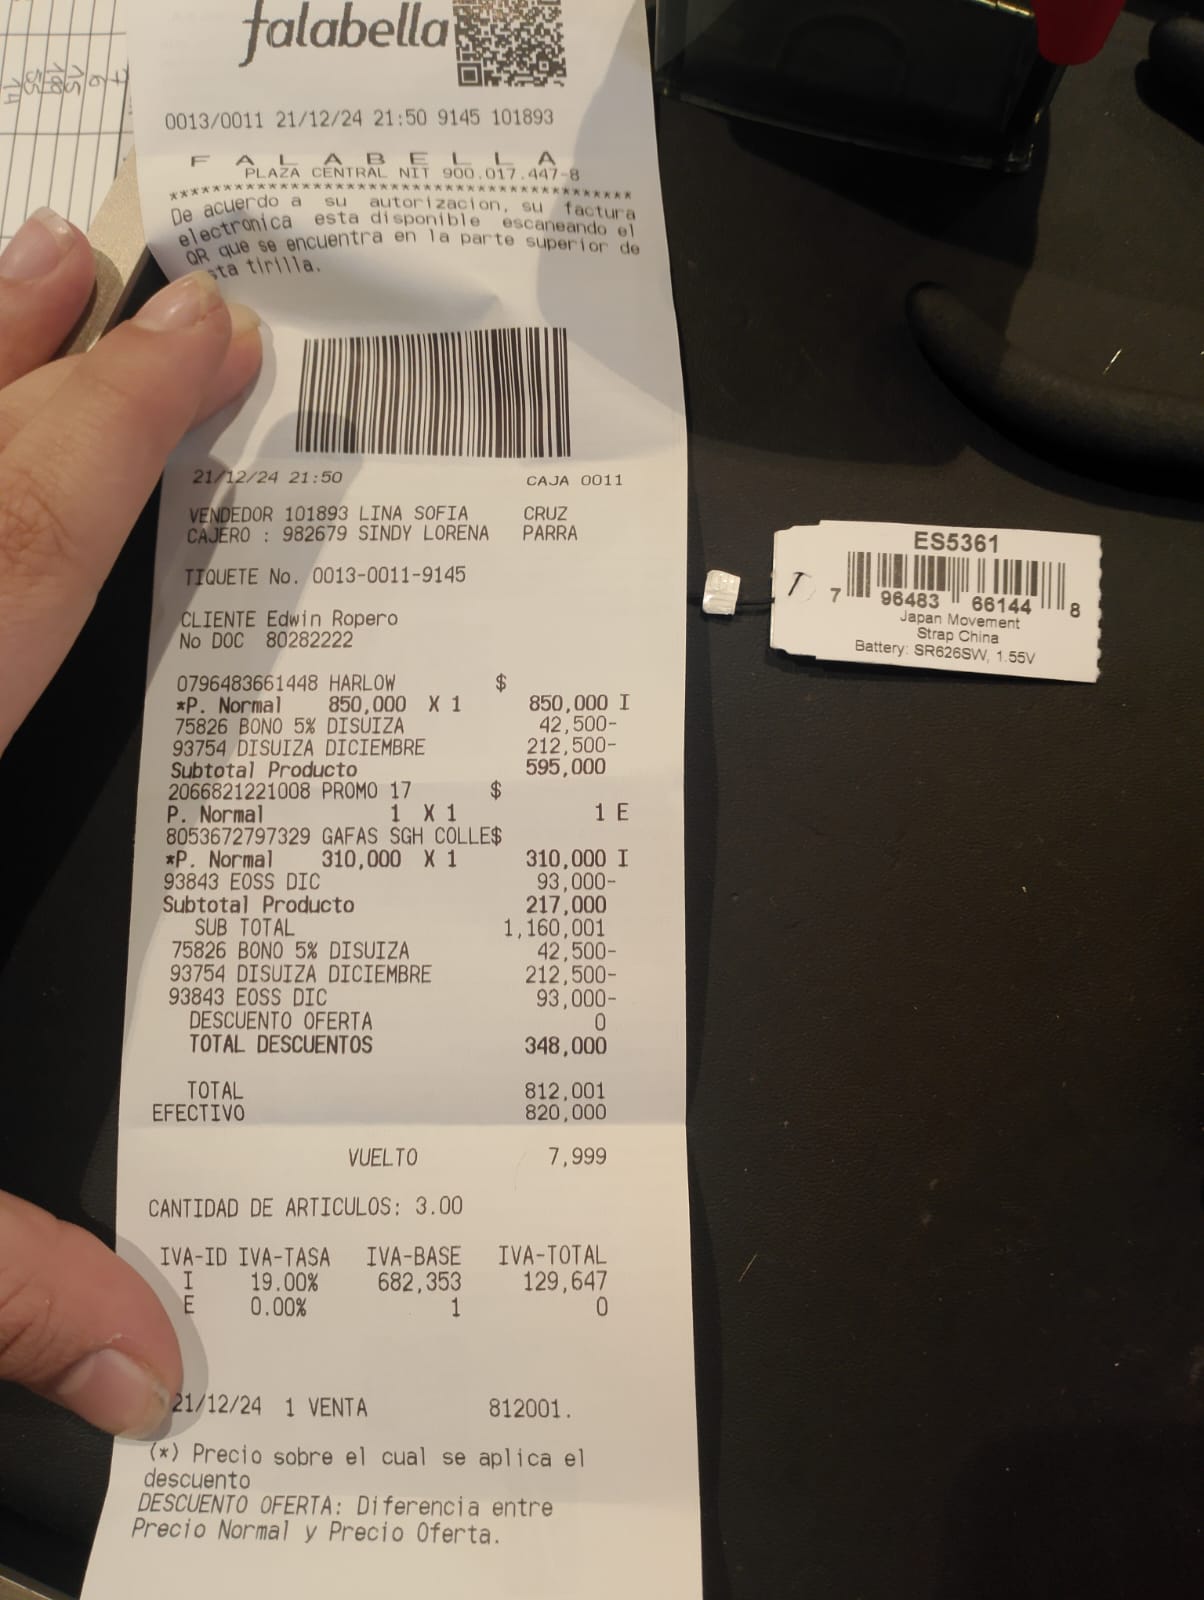 falabella
0013/0011 21/12/24 21:50 9145 101893
F A L A B E L L A
PLAZA CENTRAL NIT 900.017.447-8
****************************************
De acuerdo a su autorizacion, su factura
electronica esta disponible escaneando el
QR que se encuentra en la parte superior de
sta tirilla.
21/12/24 21:50 CAJA 0011
VENDEDOR 101893 LINA SOFIA CRUZ
CAJERO : 982679 SINDY LORENA PARRA
TIQUETE No. 0013-0011-9145
CLIENTE Edwin Ropero
No DOC 80282222
0796483661448 HARLOW $
*P. Normal 850,000 X 1 850,000 I
75826 BONO 5% DISUIZA 42,500-
93754 DISUIZA DICIEMBRE 212,500-
Subtotal Producto 595,000
2066821221008 PROMO 17 $
P. Normal 1 X 1 1 E
8053672797329 GAFAS SGH COLLE$
*P. Normal 310,000 X 1 310,000 I
93843 EOSS DIC 93,000-
Subtotal Producto 217,000
SUB TOTAL 1,160,001
75826 BONO 5% DISUIZA 42,500-
93754 DISUIZA DICIEMBRE 212,500-
93843 EOSS DIC 93,000-
DESCUENTO OFERTA 0
TOTAL DESCUENTOS 348,000
TOTAL 812,001
EFECTIVO 820,000
VUELTO 7,999
CANTIDAD DE ARTICULOS: 3.00
IVA-ID IVA-TASA IVA-BASE IVA-TOTAL
I 19.00% 682,353 129,647
E 0.00% 1 0
21/12/24 1 VENTA 812001.
(*) Precio sobre el cual se aplica el
descuento
DESCUENTO OFERTA: Diferencia entre
Precio Normal y Precio Oferta.
ES5361
7 96483 66144 8
Japan Movement
Strap China
Battery: SR626SW, 1.55V